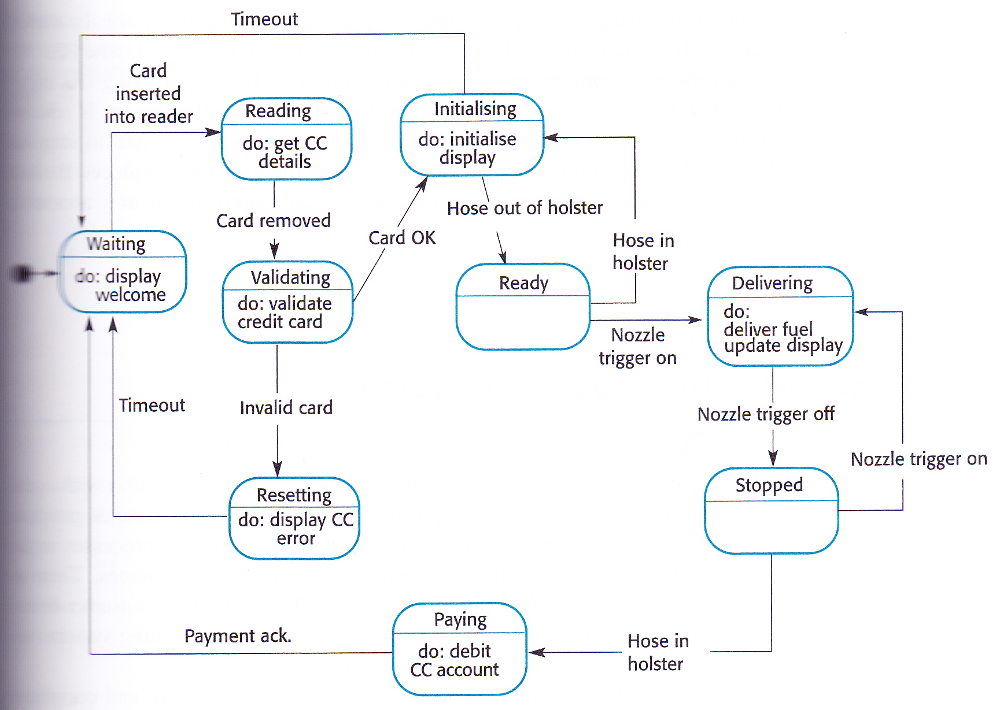 Timeout
Card
inserted
into reader
Reading
do: get CC
details
Initialising
do: initialise
display
Card removed
Hose out of holster
Card OK
Hose in
holster
Waiting
do: display
welcome
Validating
do: validate
credit card
Ready
Delivering
do:
deliver fuel
update display
Nozzle
trigger on
Timeout
Invalid card
Nozzle trigger off
Nozzle trigger on
Resetting
do: display CC
error
Stopped
Paying
do: debit
CC account
Payment ack.
Hose in
holster